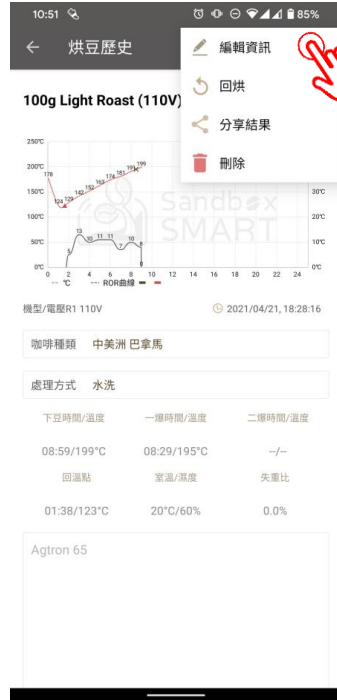 10:51 85%
烘豆歷史
編輯資訊
回烘
分享結果
刪除
100g Light Roast (110V)
250℃
200℃
150℃ 30℃
100℃ 20℃
50℃ 10℃
0℃ 0℃
178 124 129 142 152 163 174 181 191 199
5 13 10 11 11 7 10 8 0
Sandbox
SMART
0 2 4 6 8 10 12 14 16 18 20 22 24
℃ ROR曲線
機型/電壓R1 110V 2021/04/21, 18:28:16
咖啡種類 中美洲 巴拿馬
處理方式 水洗
下豆時間/溫度 一爆時間/溫度 二爆時間/溫度
08:59/199°C 08:29/195°C --/--
回溫點 室溫/濕度 失重比
01:38/123°C 20°C/60% 0.0%
Agtron 65